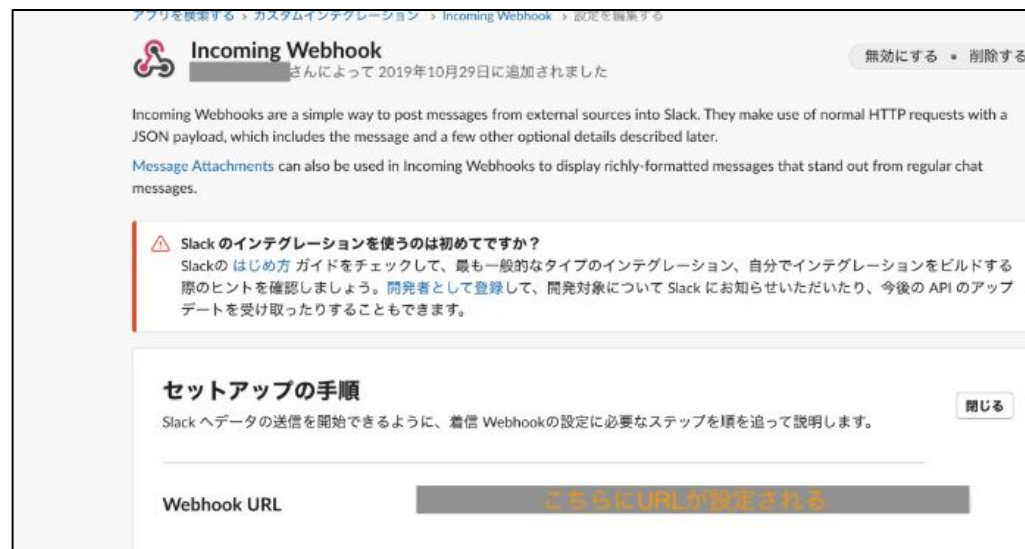 アプリを検索する › カスタムインテグレーション › Incoming Webhook › 設定を編集する
Incoming Webhook
さんによって 2019年10月29日に追加されました
無効にする • 削除する
Incoming Webhooks are a simple way to post messages from external sources into Slack. They make use of normal HTTP requests with a
JSON payload, which includes the message and a few other optional details described later.
Message Attachments can also be used in Incoming Webhooks to display richly-formatted messages that stand out from regular chat
messages.
Slack のインテグレーションを使うのは初めてですか？
Slackの はじめ方 ガイドをチェックして、最も一般的なタイプのインテグレーション、自分でインテグレーションをビルドする
際のヒントを確認しましょう。開発者として登録して、開発対象について Slack にお知らせいただいたり、今後の API のアップ
デートを受け取ったりすることもできます。
セットアップの手順
閉じる
Slack へデータの送信を開始できるように、着信 Webhookの設定に必要なステップを順を追って説明します。
Webhook URL
こちらにURLが設定される